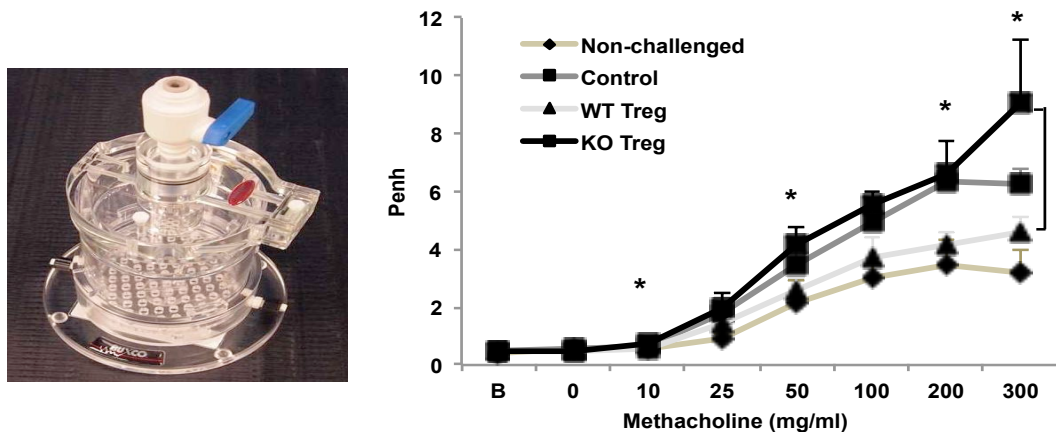 BUXCO
12
10
8
6
4
2
0
Penh
Non-challenged
Control
WT Treg
KO Treg
*
*
*
*
B 0 10 25 50 100 200 300
Methacholine (mg/ml)